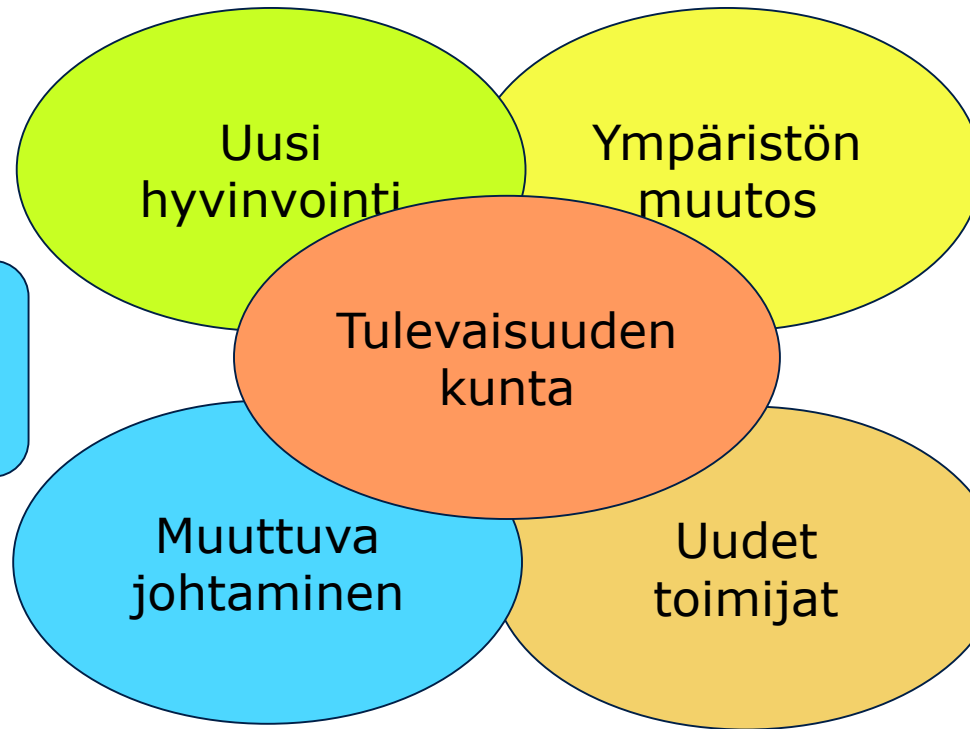 Uusi
hyvinvointi
Ympäristön
muutos
Tulevaisuuden
kunta
Muuttuva
johtaminen
Uudet
toimijat